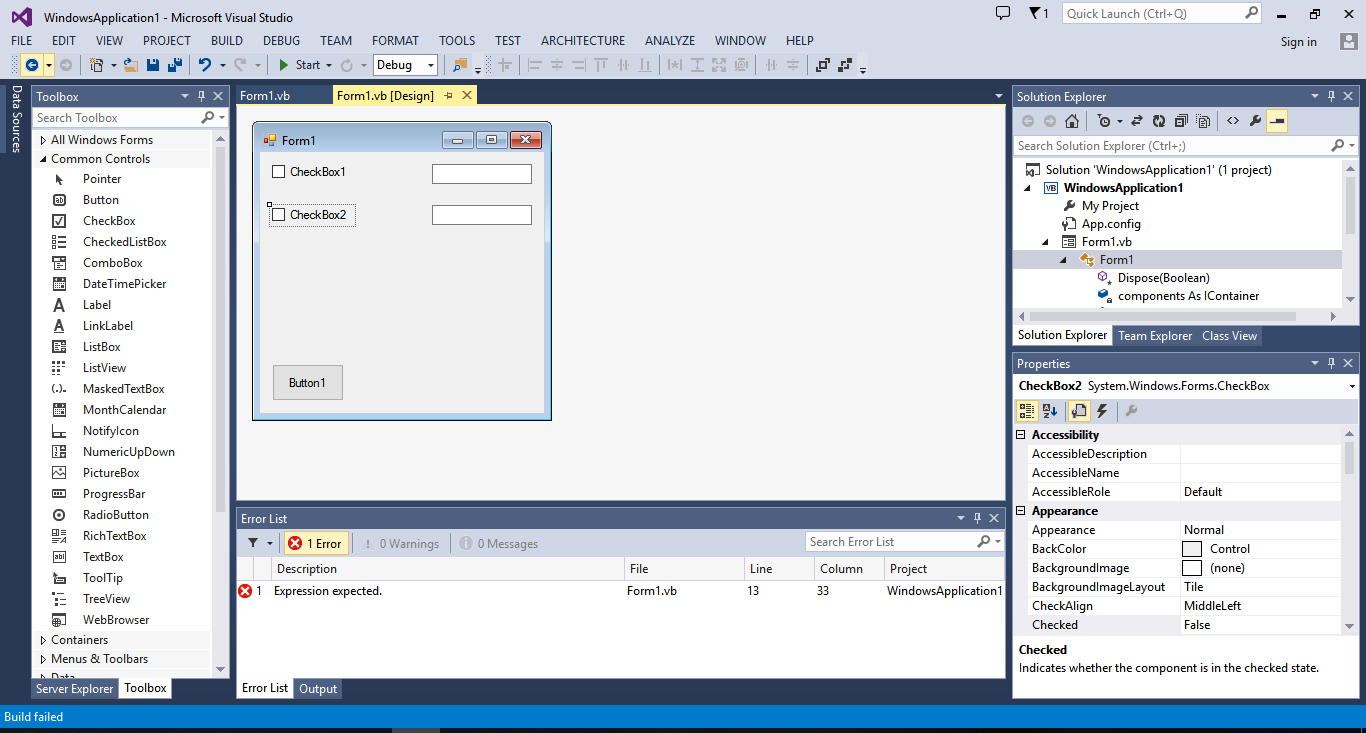 WindowsApplication1 - Microsoft Visual Studio
1
Quick Launch (Ctrl+Q)
FILE EDIT VIEW PROJECT BUILD DEBUG TEAM FORMAT TOOLS TEST ARCHITECTURE ANALYZE WINDOW HELP
Sign in
Start
Debug
Data Sources
Toolbox
Search Toolbox
All Windows Forms
Common Controls
Pointer
Button
CheckBox
CheckedListBox
ComboBox
DateTimePicker
Label
LinkLabel
ListBox
ListView
MaskedTextBox
MonthCalendar
NotifyIcon
NumericUpDown
PictureBox
ProgressBar
RadioButton
RichTextBox
TextBox
ToolTip
TreeView
WebBrowser
Containers
Menus & Toolbars
Data
Server Explorer Toolbox
Form1.vb Form1.vb [Design]
Form1
CheckBox1
CheckBox2
Button1
Error List
1 Error 0 Warnings 0 Messages
Search Error List
Description File Line Column Project
1 Expression expected. Form1.vb 13 33 WindowsApplication1
Error List Output
Solution Explorer
Search Solution Explorer (Ctrl+;)
Solution 'WindowsApplication1' (1 project)
VB WindowsApplication1
My Project
App.config
Form1.vb
Form1
Dispose(Boolean)
components As IContainer
Solution Explorer Team Explorer Class View
Properties
CheckBox2 System.Windows.Forms.CheckBox
Accessibility
AccessibleDescription
AccessibleName
AccessibleRole Default
Appearance
Appearance Normal
BackColor Control
BackgroundImage (none)
BackgroundImageLayout Tile
CheckAlign MiddleLeft
Checked False
Checked
Indicates whether the component is in the checked state.
Build failed